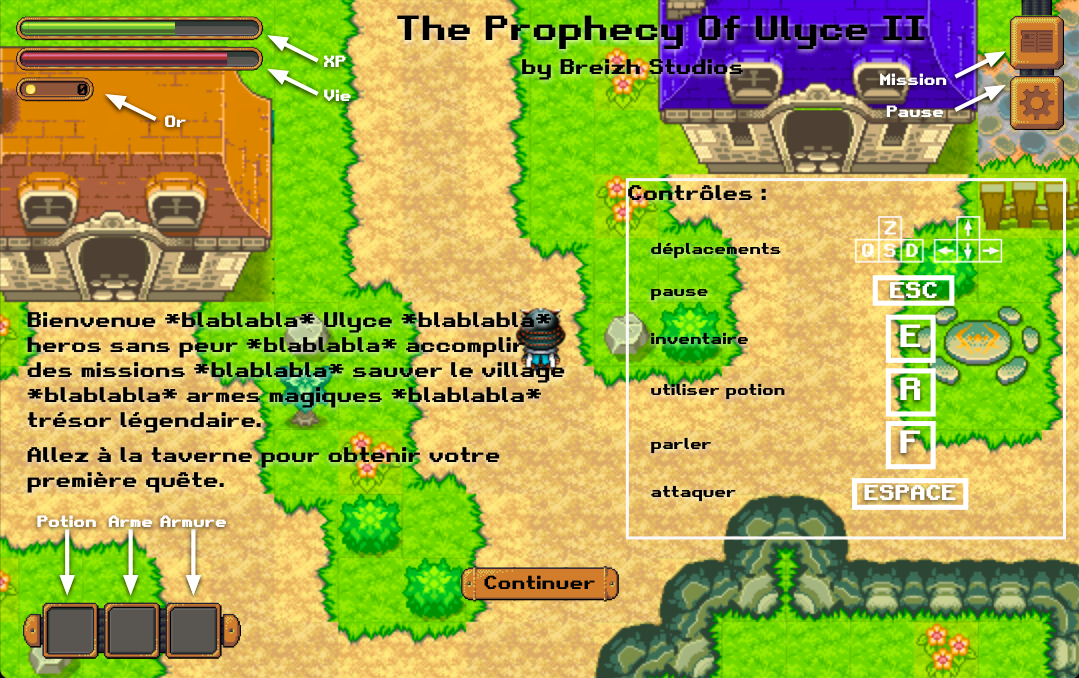 The Prophecy Of Ulyce II
by Breizh Studios
XP
Vie
0
Or
Mission
Pause
Contrôles :
déplacements
Z
Q S D
pause
ESC
inventaire
E
utiliser potion
R
parler
F
attaquer
ESPACE
Bienvenue *blablabla* Ulyce *blablabla*
heros sans peur *blablabla* accomplir
des missions *blablabla* sauver le village
*blablabla* armes magiques *blablabla*
trésor légendaire.
Allez à la taverne pour obtenir votre
première quête.
Potion Arme Armure
Continuer